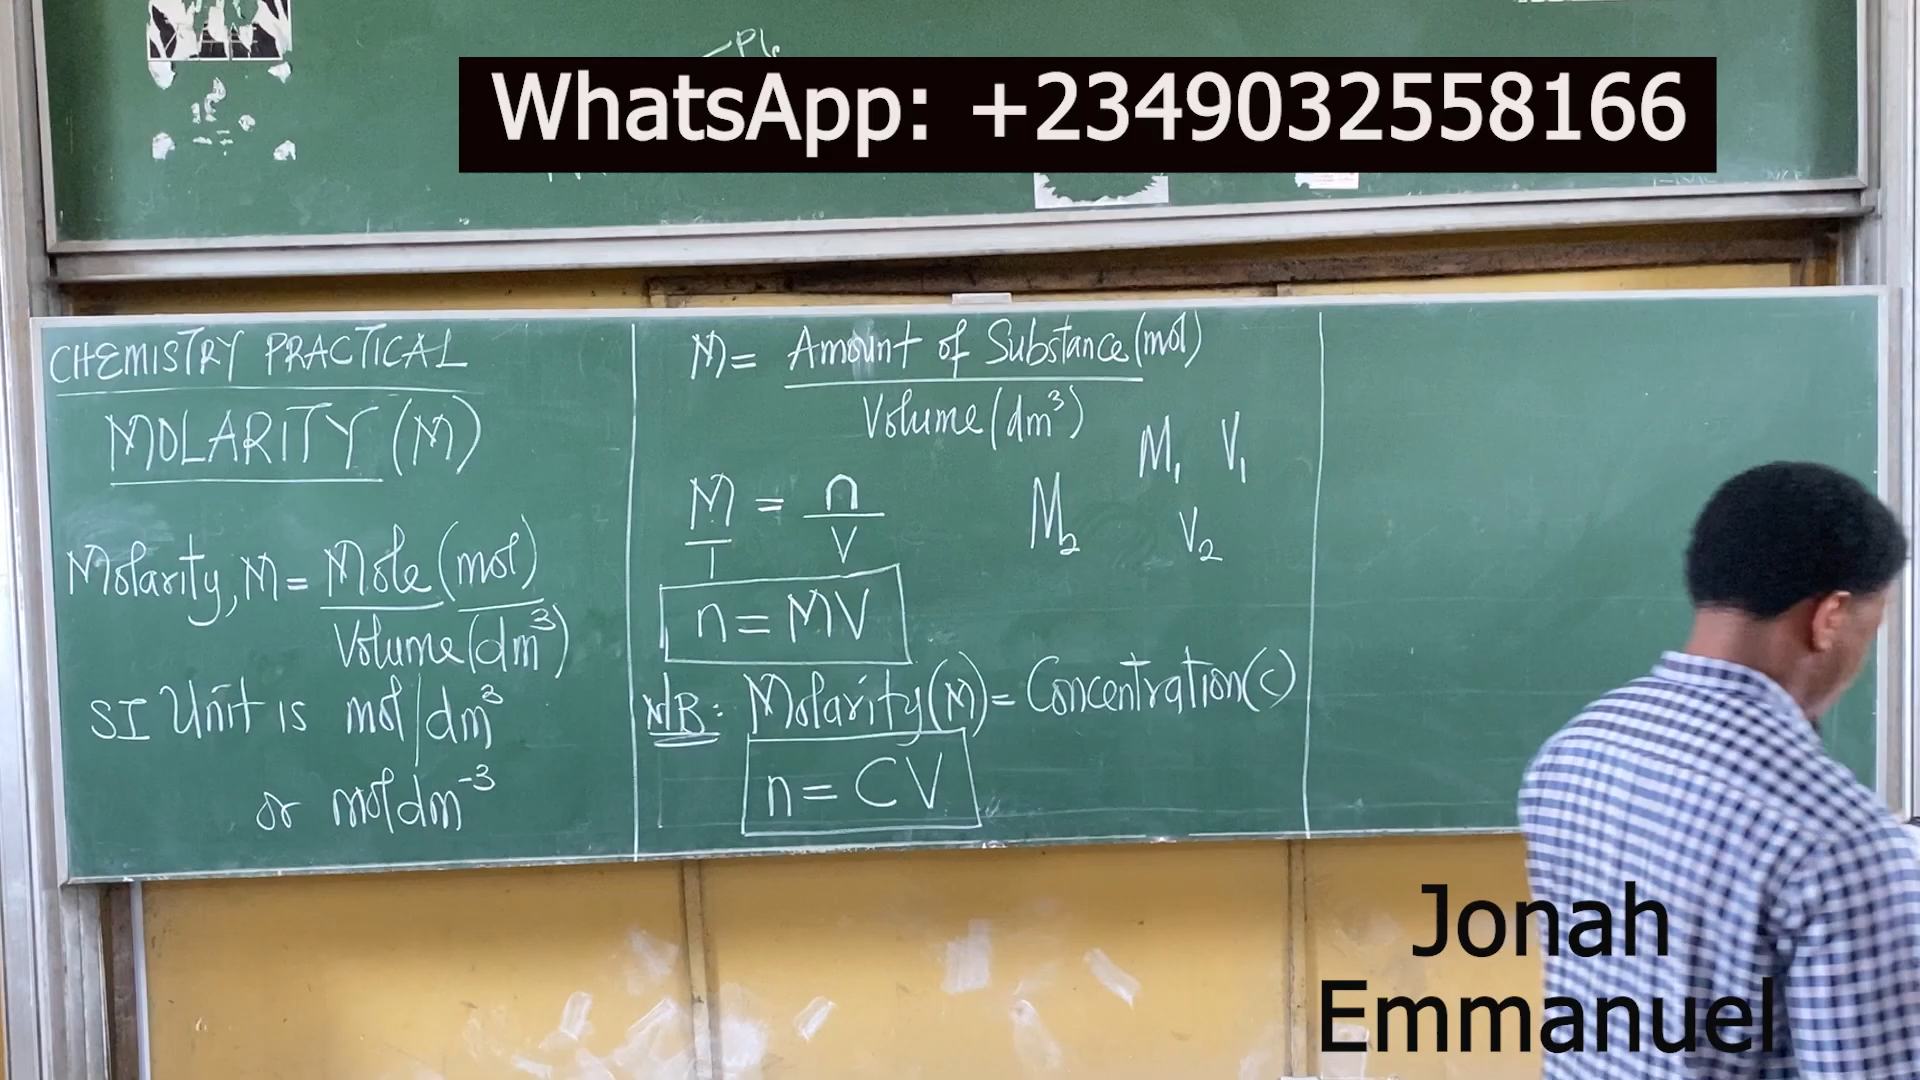 WhatsApp: +2349032558166
CHEMISTRY PRACTICAL
MOLARITY (M)
Molarity, M = Mole (mol)
Volume (dm³)
SI Unit is mol/dm³
or moldm⁻³
M = Amount of Substance (mol)
Volume (dm³)
M₁ V₁
M₂ V₂
M = n
1 V
n = MV
N/B: Molarity (M) = Concentration (C)
n = CV
Jonah
Emmanuel